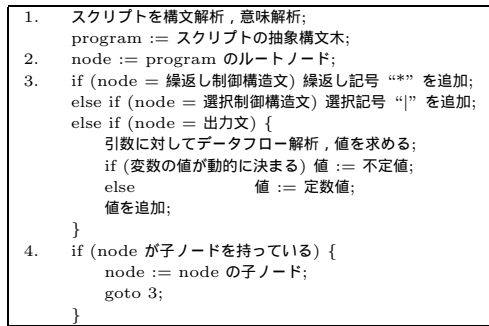 1. スクリプトを構文解析，意味解析;
program := スクリプトの抽象構文木;
2. node := program のルートノード;
3. if (node = 繰返し制御構造文) 繰返し記号 “*” を追加;
else if (node = 選択制御構造文) 選択記号 “|” を追加;
else if (node = 出力文) {
引数に対してデータフロー解析，値を求める;
if (変数の値が動的に決まる) 値 := 不定値;
else 値 := 定数値;
値を追加;
}
4. if (node が子ノードを持っている) {
node := node の子ノード;
goto 3;
}